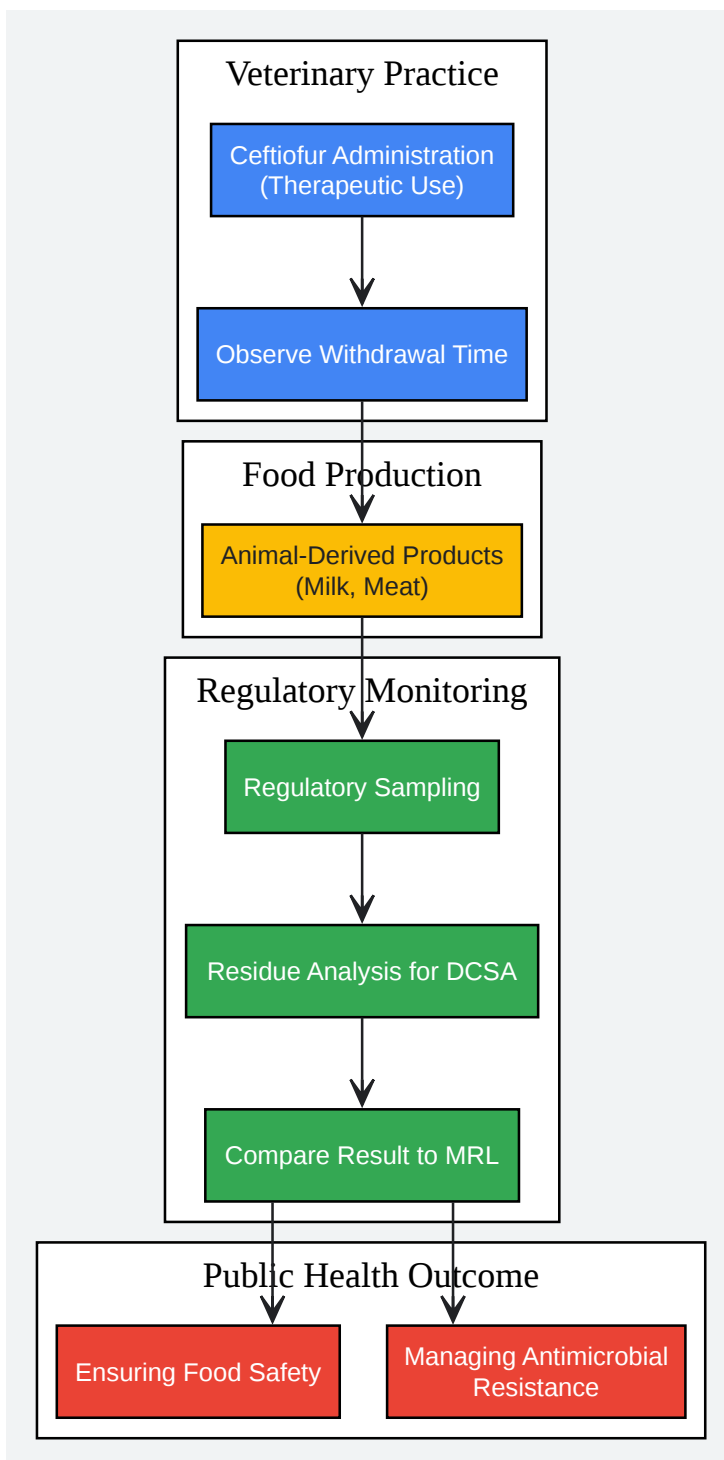 Veterinary Practice
Ceftiofur Administration
(Therapeutic Use)
Observe Withdrawal Time
Food Production
Animal-Derived Products
(Milk, Meat)
Regulatory Monitoring
Regulatory Sampling
Residue Analysis for DCSA
Compare Result to MRL
Public Health Outcome
Ensuring Food Safety
Managing Antimicrobial
Resistance